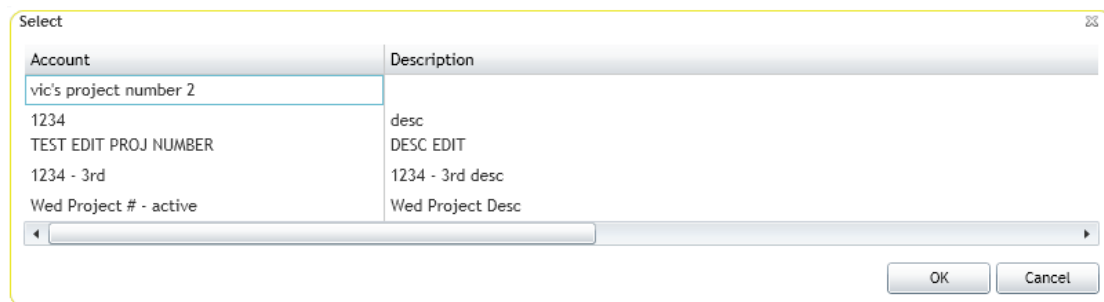 Select
Account Description
vic's project number 2
1234 desc
TEST EDIT PROJ NUMBER DESC EDIT
1234 - 3rd 1234 - 3rd desc
Wed Project # - active Wed Project Desc
OK Cancel